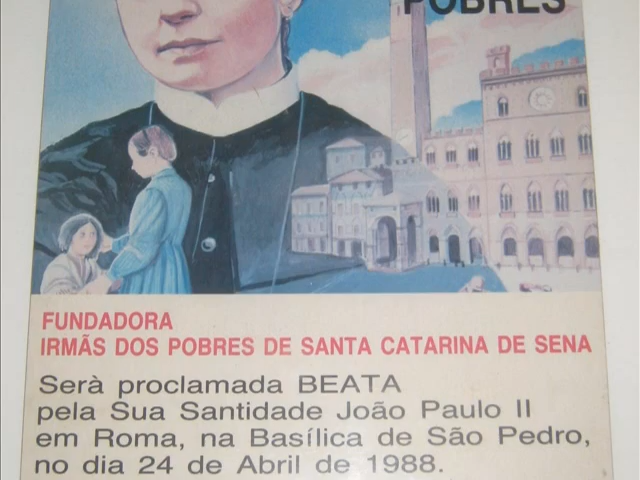 POBRES
FUNDADORA
IRMÃS DOS POBRES DE SANTA CATARINA DE SENA
Serà proclamada BEATA
pela Sua Santidade João Paulo II
em Roma, na Basílica de São Pedro,
no dia 24 de Abril de 1988.